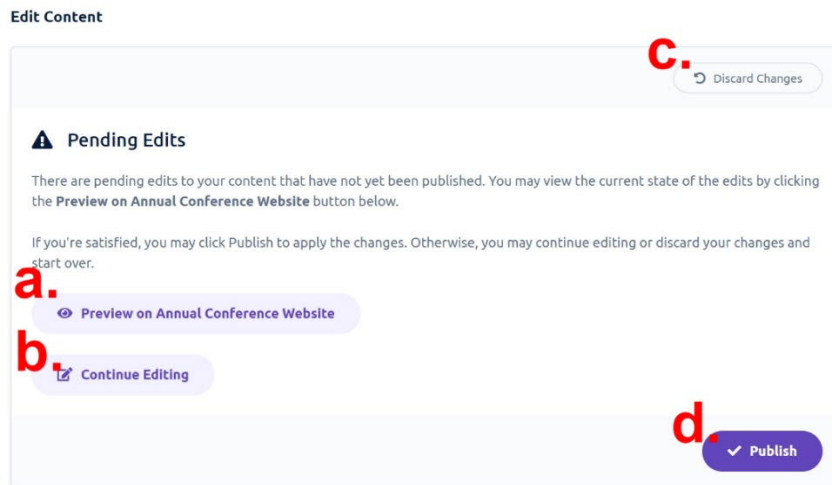 Edit Content
c.
Discard Changes
Pending Edits
There are pending edits to your content that have not yet been published. You may view the current state of the edits by clicking
the Preview on Annual Conference Website button below.
If you're satisfied, you may click Publish to apply the changes. Otherwise, you may continue editing or discard your changes and
start over.
a.
Preview on Annual Conference Website
b.
Continue Editing
d.
Publish